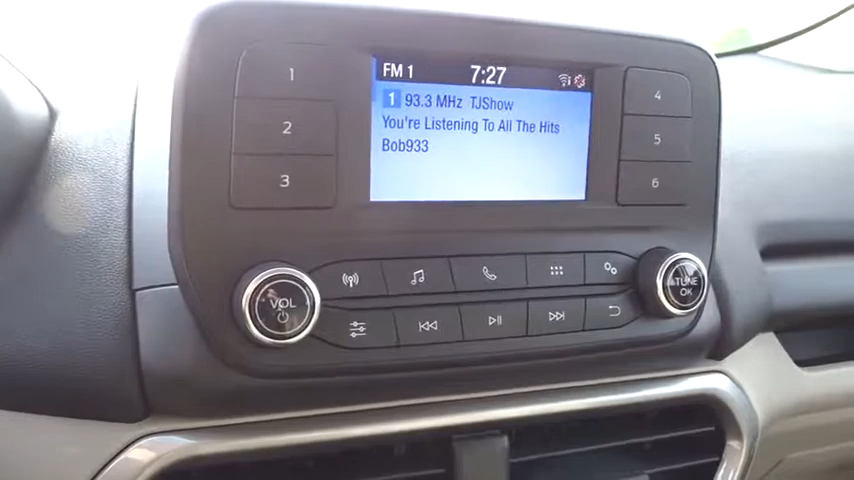 FM 1 7:27
1 93.3 MHz TJShow
You're Listening To All The Hits
Bob933
1
2
3
4
5
6
VOL
TUNE
OK